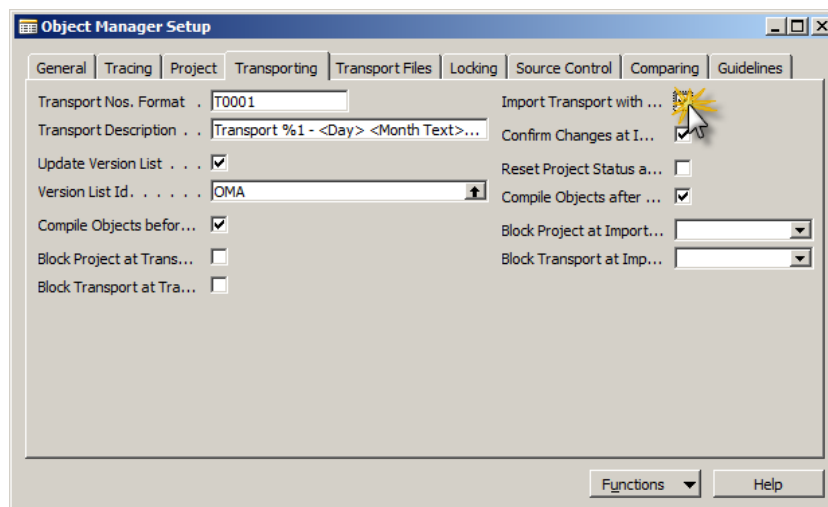 Object Manager Setup
General Tracing Project Transporting Transport Files Locking Source Control Comparing Guidelines
Transport Nos. Format . T0001
Transport Description . . Transport %1 - <Day> <Month Text>...
Update Version List . . . .
Version List Id. . . . . . . OMA
Compile Objects befor...
Block Project at Trans...
Block Transport at Tra...
Import Transport with ...
Confirm Changes at I...
Reset Project Status a...
Compile Objects after ...
Block Project at Import...
Block Transport at Imp...
Functions Help